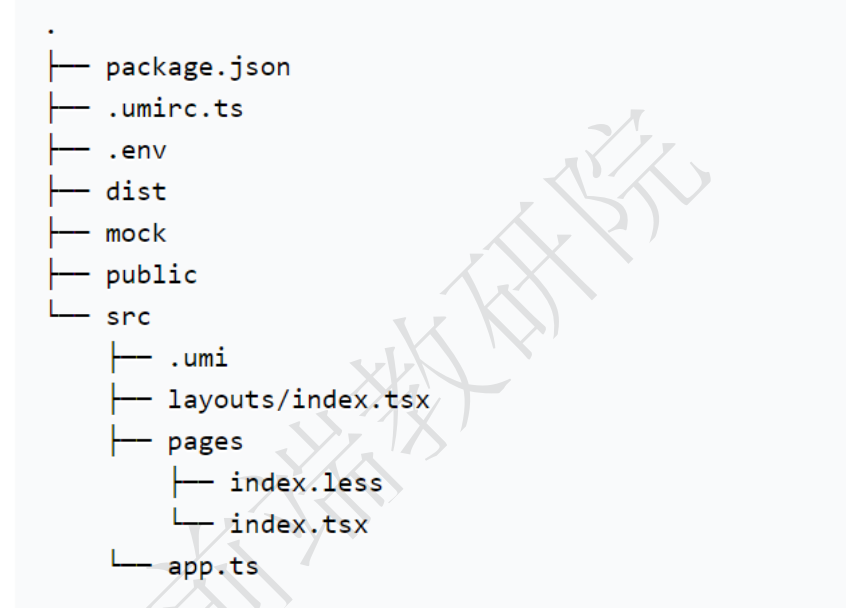 .
├── package.json
├── .umirc.ts
├── .env
├── dist
├── mock
├── public
└── src
    ├── .umi
    ├── layouts/index.tsx
    ├── pages
        ├── index.less
        └── index.tsx
    └── app.ts
前端教研院